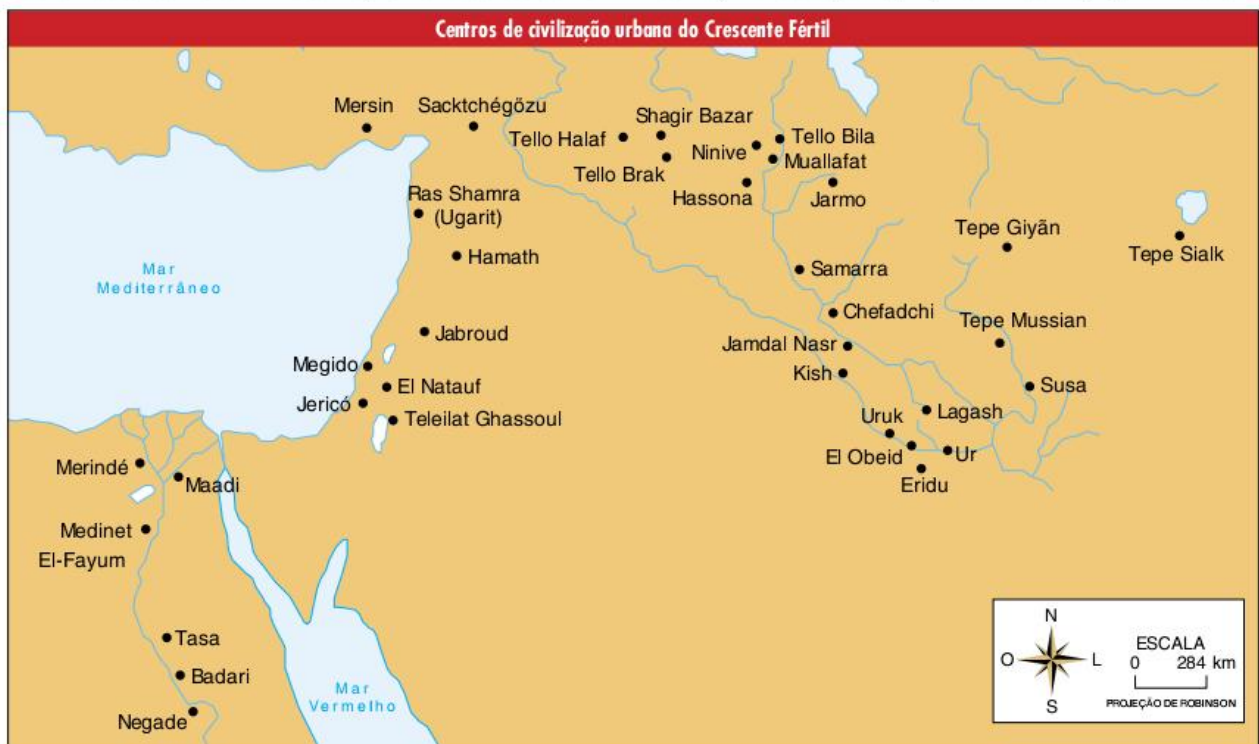 Centros de civilização urbana do Crescente Fértil
Mersin
Sacktchégözu
Shagir Bazar
Tello Halaf
Tello Bila
Ninive
Muallafat
Tello Brak
Hassona
Jarmo
Ras Shamra
(Ugarit)
Hamath
Tepe Giyãn
Tepe Sialk
Mar
Mediterrâneo
Samarra
Chefadchi
Jabroud
Tepe Mussian
Jamdal Nasr
Megido
Kish
El Natauf
Susa
Jericó
Lagash
Teleilat Ghassoul
Uruk
El Obeid
Ur
Eridu
Merindé
Maadi
Medinet
El-Fayum
Tasa
Badari
Negade
Mar
Vermelho
N
O
L
S
ESCALA
0 284 km
PROJEÇÃO DE ROBINSON